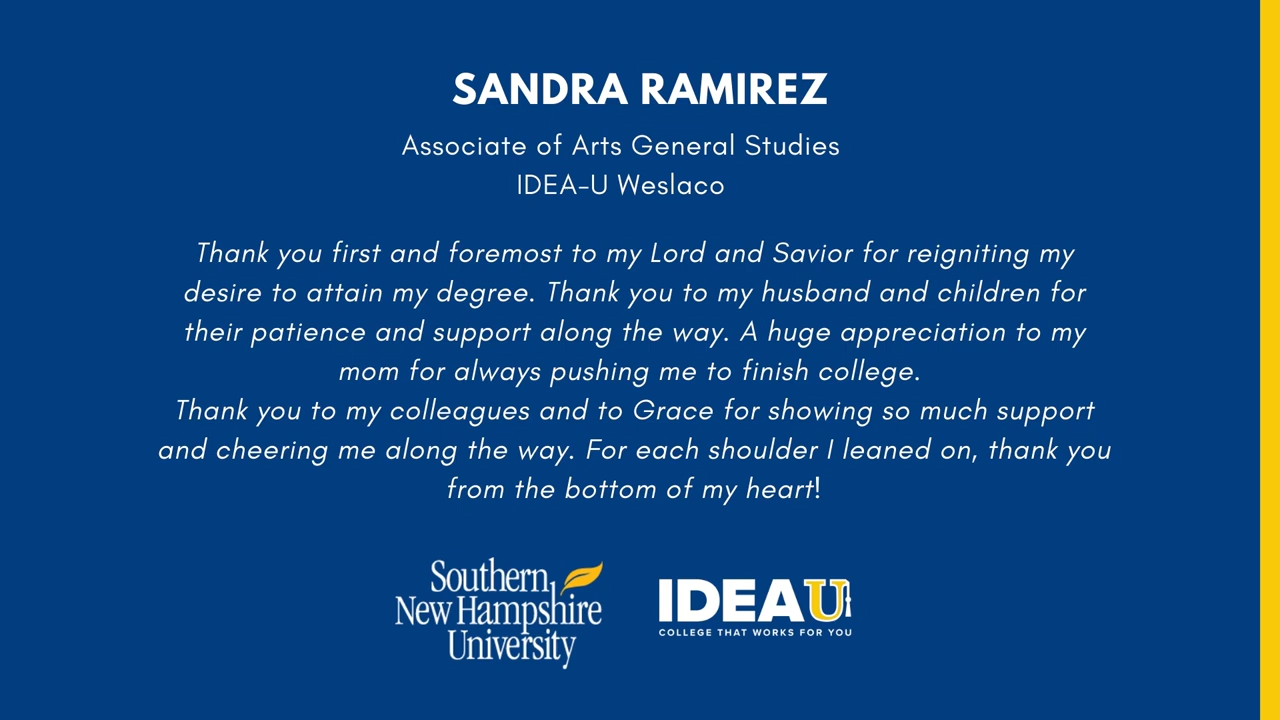 SANDRA RAMIREZ
Associate of Arts General Studies
IDEA-U Weslaco
Thank you first and foremost to my Lord and Savior for reigniting my
desire to attain my degree. Thank you to my husband and children for
their patience and support along the way. A huge appreciation to my
mom for always pushing me to finish college.
Thank you to my colleagues and to Grace for showing so much support
and cheering me along the way. For each shoulder I leaned on, thank you
from the bottom of my heart!
Southern
New Hampshire
University
IDEA U
COLLEGE THAT WORKS FOR YOU